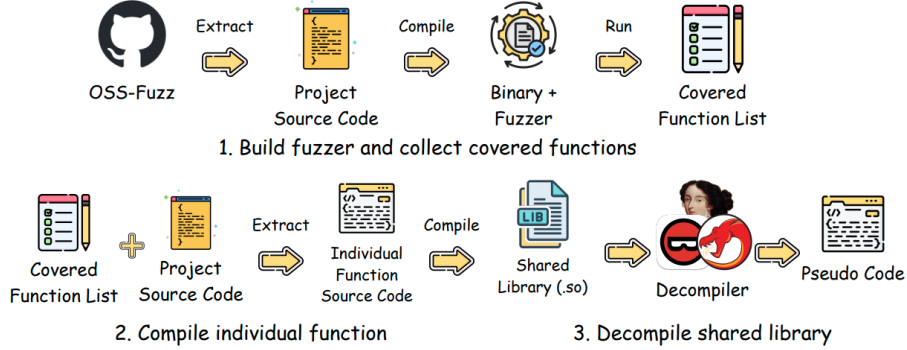 Extract
Compile
Run
OSS-Fuzz
Project
Source Code
Binary +
Fuzzer
Covered
Function List
1. Build fuzzer and collect covered functions
Extract
Compile
LIB
Covered
Function List
Project
Source Code
Individual
Function
Source Code
Shared
Library (.so)
Decompiler
Pseudo Code
2. Compile individual function
3. Decompile shared library